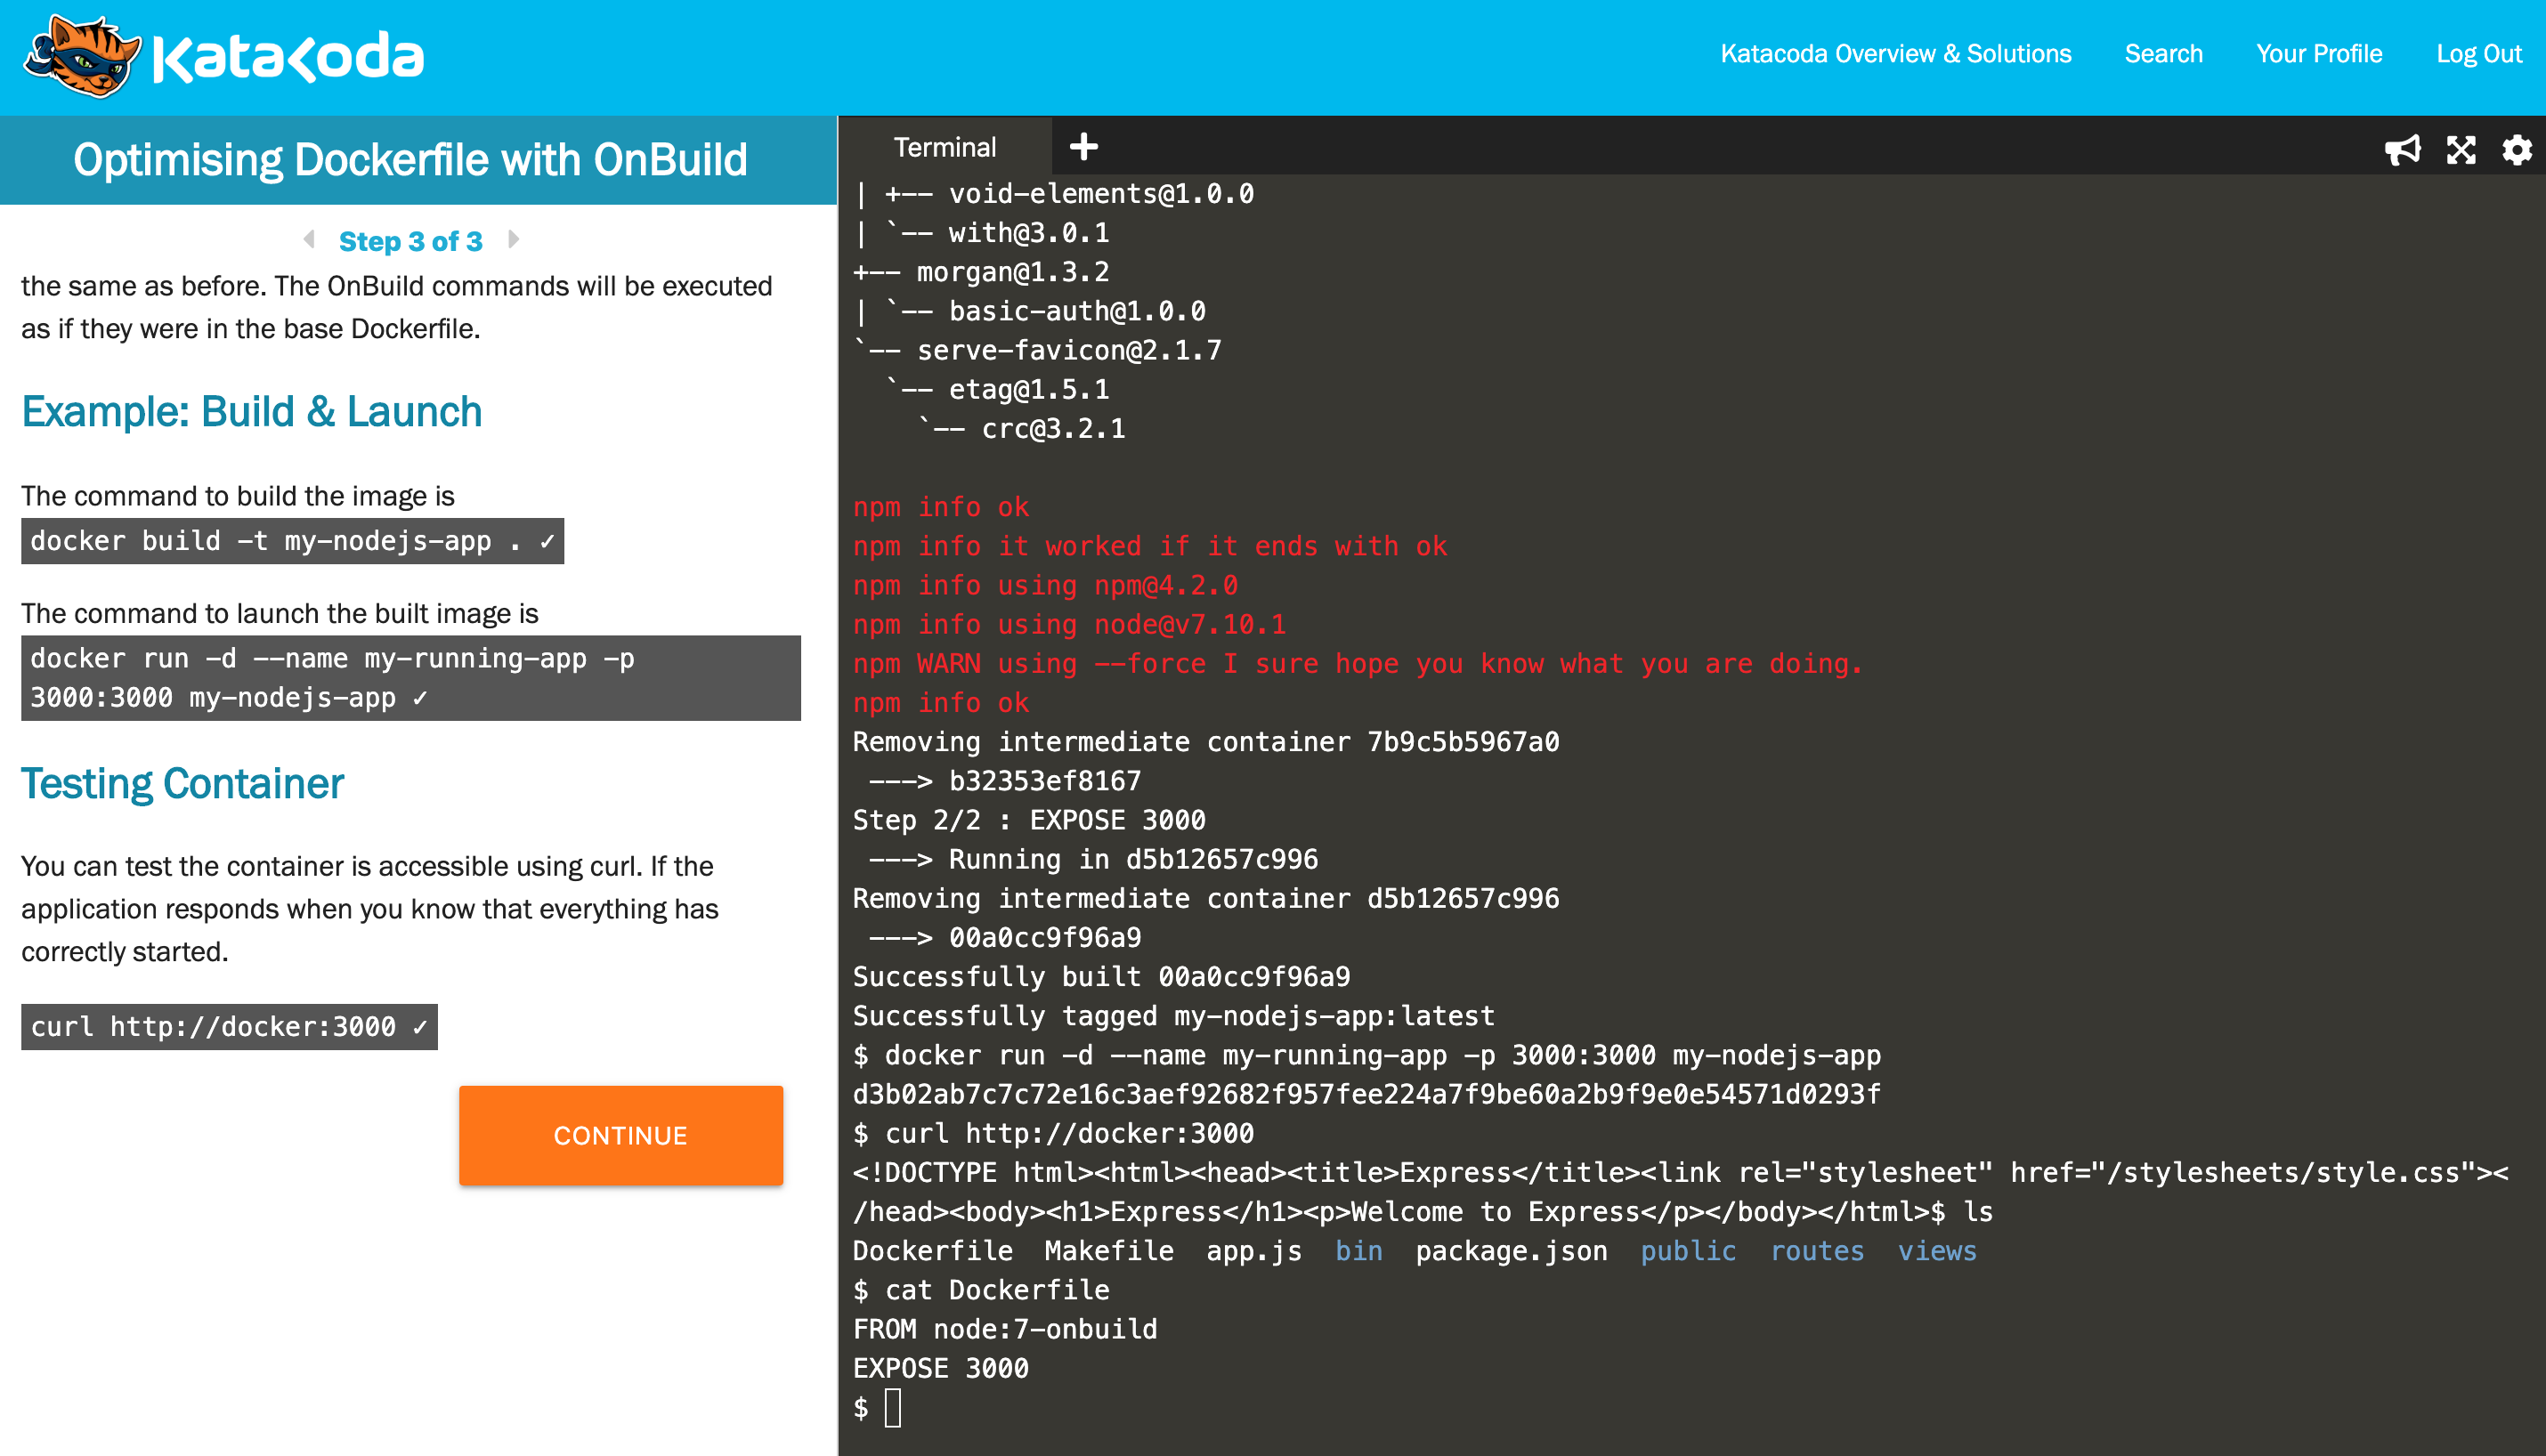 Katacoda
Katacoda Overview & Solutions
Search
Your Profile
Log Out
Optimising Dockerfile with OnBuild
Step 3 of 3
the same as before. The OnBuild commands will be executed
as if they were in the base Dockerfile.
Example: Build & Launch
The command to build the image is
docker build -t my-nodejs-app . ✓
The command to launch the built image is
docker run -d --name my-running-app -p
3000:3000 my-nodejs-app ✓
Testing Container
You can test the container is accessible using curl. If the
application responds when you know that everything has
correctly started.
curl http://docker:3000 ✓
CONTINUE
Terminal
| +-- void-elements@1.0.0
| `-- with@3.0.1
+-- morgan@1.3.2
| `-- basic-auth@1.0.0
`-- serve-favicon@2.1.7
  `-- etag@1.5.1
    `-- crc@3.2.1
npm info ok
npm info it worked if it ends with ok
npm info using npm@4.2.0
npm info using node@v7.10.1
npm WARN using --force I sure hope you know what you are doing.
npm info ok
Removing intermediate container 7b9c5b5967a0
 ---> b32353ef8167
Step 2/2 : EXPOSE 3000
 ---> Running in d5b12657c996
Removing intermediate container d5b12657c996
 ---> 00a0cc9f96a9
Successfully built 00a0cc9f96a9
Successfully tagged my-nodejs-app:latest
$ docker run -d --name my-running-app -p 3000:3000 my-nodejs-app
d3b02ab7c7c72e16c3aef92682f957fee224a7f9be60a2b9f9e0e54571d0293f
$ curl http://docker:3000
<!DOCTYPE html><html><head><title>Express</title><link rel="stylesheet" href="/stylesheets/style.css"><
/head><body><h1>Express</h1><p>Welcome to Express</p></body></html>$ ls
Dockerfile  Makefile  app.js  bin  package.json  public  routes  views
$ cat Dockerfile
FROM node:7-onbuild
EXPOSE 3000
$